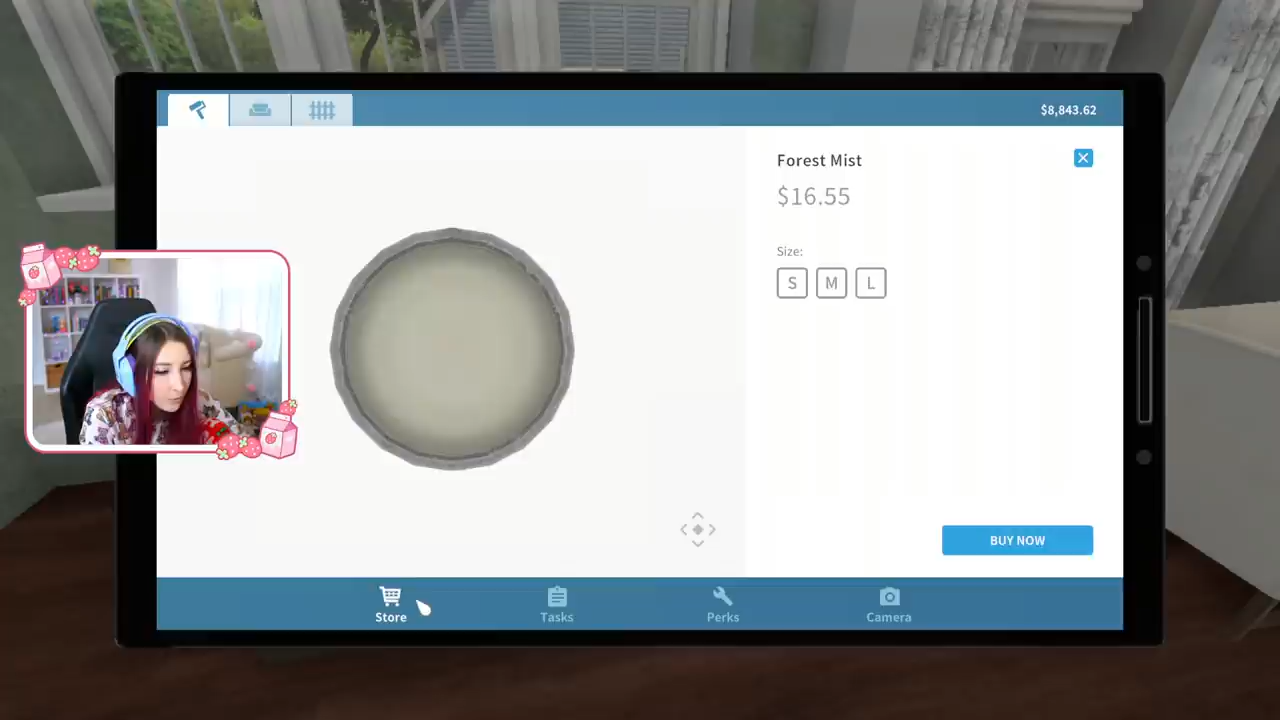 $8,843.62
Forest Mist
$16.55
Size:
S M L
BUY NOW
Store Tasks Perks Camera